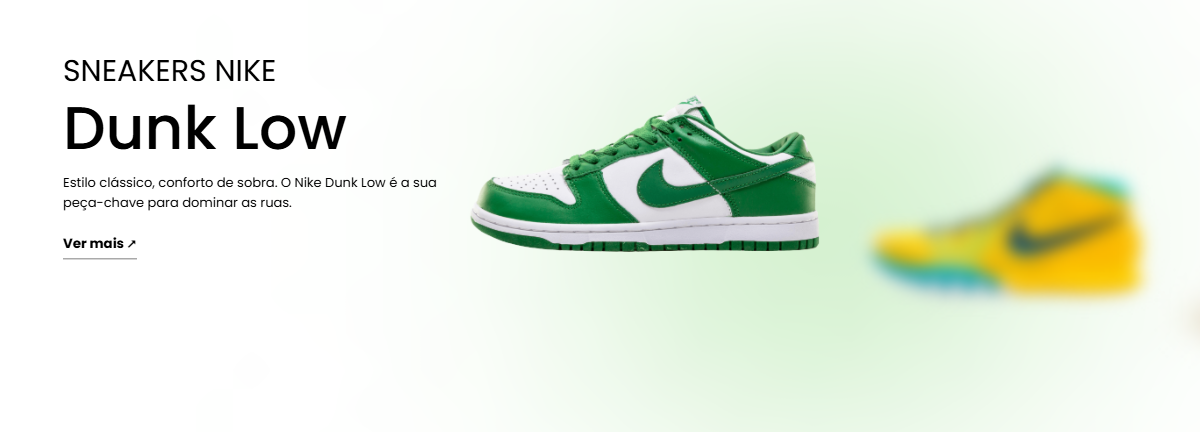 SNEAKERS NIKE
Dunk Low
Estilo clássico, conforto de sobra. O Nike Dunk Low é a sua
peça-chave para dominar as ruas.
Ver mais ↗